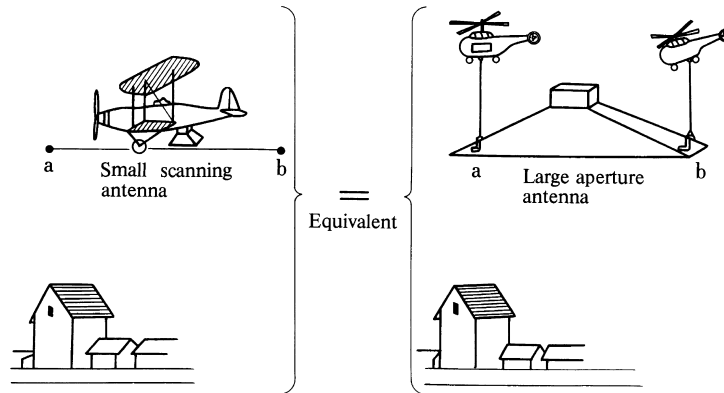 a
b
Small scanning
antenna
Equivalent
a
b
Large aperture
antenna